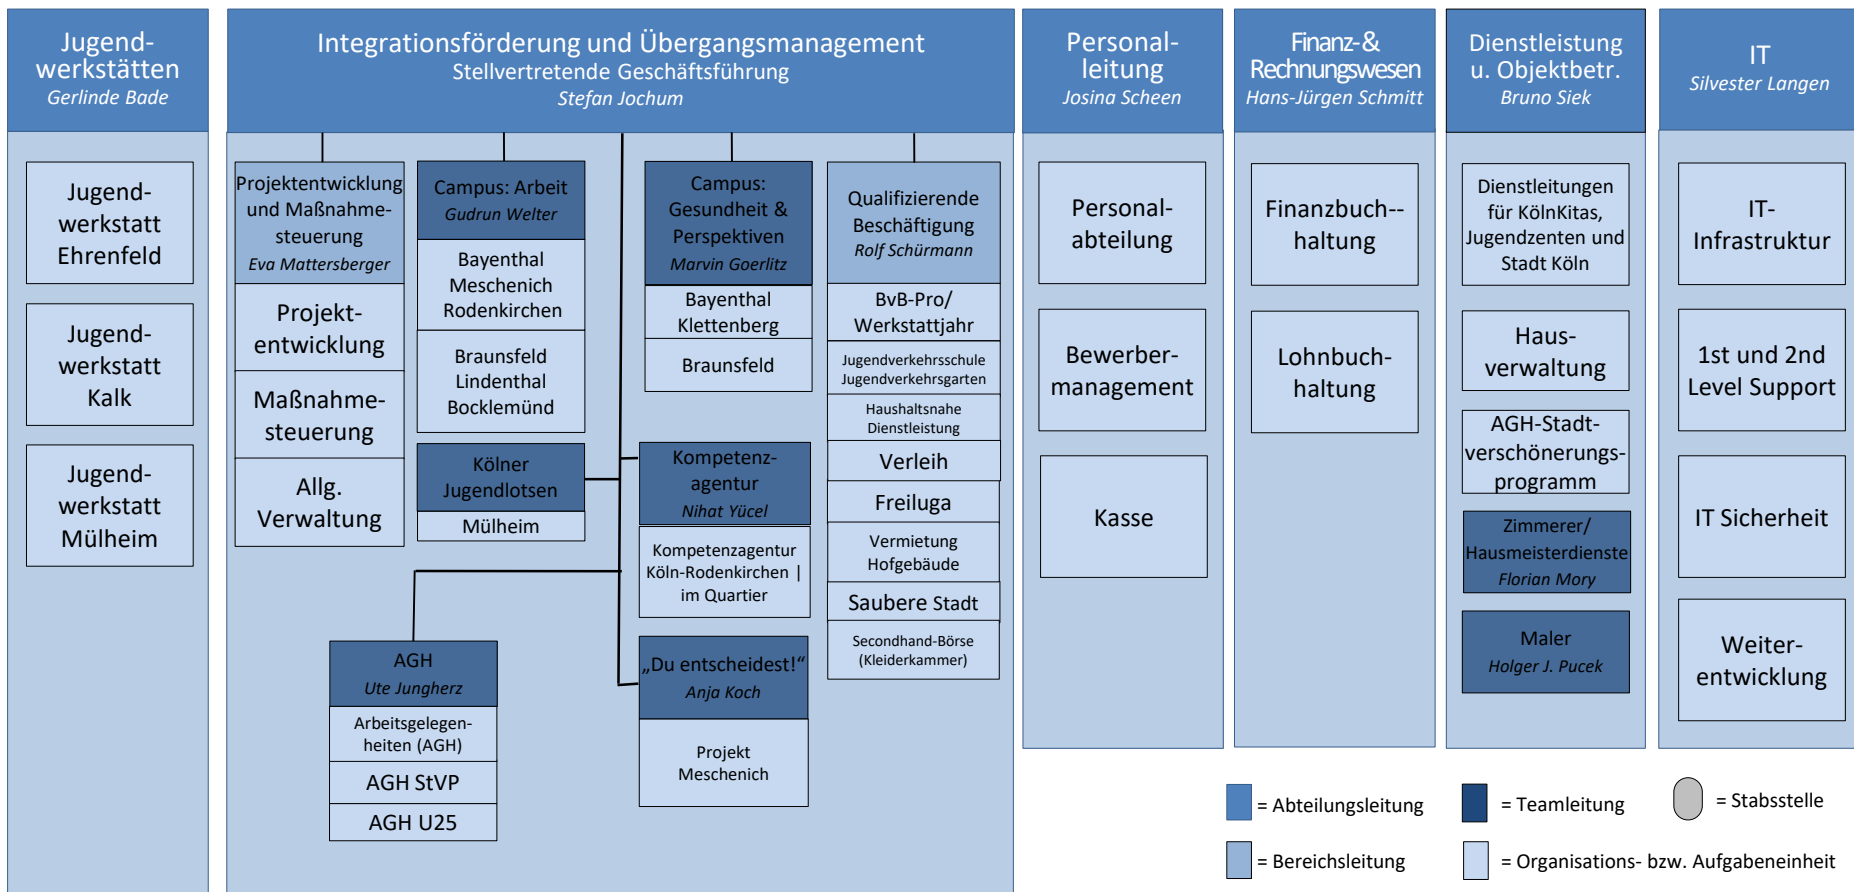 Jugend-
werkstätten
Gerlinde Bade
Jugend-
werkstatt
Ehrenfeld
Jugend-
werkstatt
Kalk
Jugend-
werkstatt
Mülheim
Integrationsförderung und Übergangsmanagement
Stellvertretende Geschäftsführung
Stefan Jochum
Projektentwicklung
und Maßnahme-
steuerung
Eva Mattersberger
Projekt-
entwicklung
Maßnahme-
steuerung
Allg.
Verwaltung
Campus: Arbeit
Gudrun Welter
Bayenthal
Meschenich
Rodenkirchen
Braunsfeld
Lindenthal
Bocklemünd
Kölner
Jugendlotsen
Mülheim
AGH
Ute Jungherz
Arbeitsgelegen-
heiten (AGH)
AGH StVP
AGH U25
Campus:
Gesundheit &
Perspektiven
Marvin Goerlitz
Bayenthal
Klettenberg
Braunsfeld
Kompetenz-
agentur
Nihat Yücel
Kompetenzagentur
Köln-Rodenkirchen |
im Quartier
„Du entscheidest!“
Anja Koch
Projekt
Meschenich
Qualifizierende
Beschäftigung
Rolf Schürmann
BvB-Pro/
Werkstattjahr
Jugendverkehrsschule
Jugendverkehrsgarten
Haushaltsnahe
Dienstleistung
Verleih
Freiluga
Vermietung
Hofgebäude
Saubere Stadt
Secondhand-Börse
(Kleiderkammer)
Personal-
leitung
Josina Scheen
Personal-
abteilung
Bewerber-
management
Kasse
Finanz-&
Rechnungswesen
Hans-Jürgen Schmitt
Finanzbuch--
haltung
Lohnbuch-
haltung
Dienstleistung
u. Objektbetr.
Bruno Siek
Dienstleitungen
für KölnKitas,
Jugendzenten und
Stadt Köln
Haus-
verwaltung
AGH-Stadt-
verschönerungs-
programm
Zimmerer/
Hausmeisterdienste
Florian Mory
Maler
Holger J. Pucek
IT
Silvester Langen
IT-
Infrastruktur
1st und 2nd
Level Support
IT Sicherheit
Weiter-
entwicklung
= Abteilungsleitung
= Teamleitung
= Stabsstelle
= Bereichsleitung
= Organisations- bzw. Aufgabeneinheit